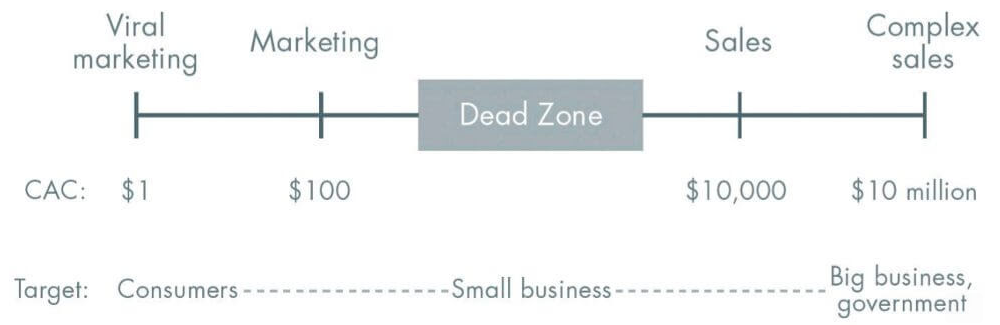 Viral
marketing
Marketing
Sales
Complex
sales
Dead Zone
CAC: $1 $100 $10,000 $10 million
Target: Consumers Small business Big business,
government